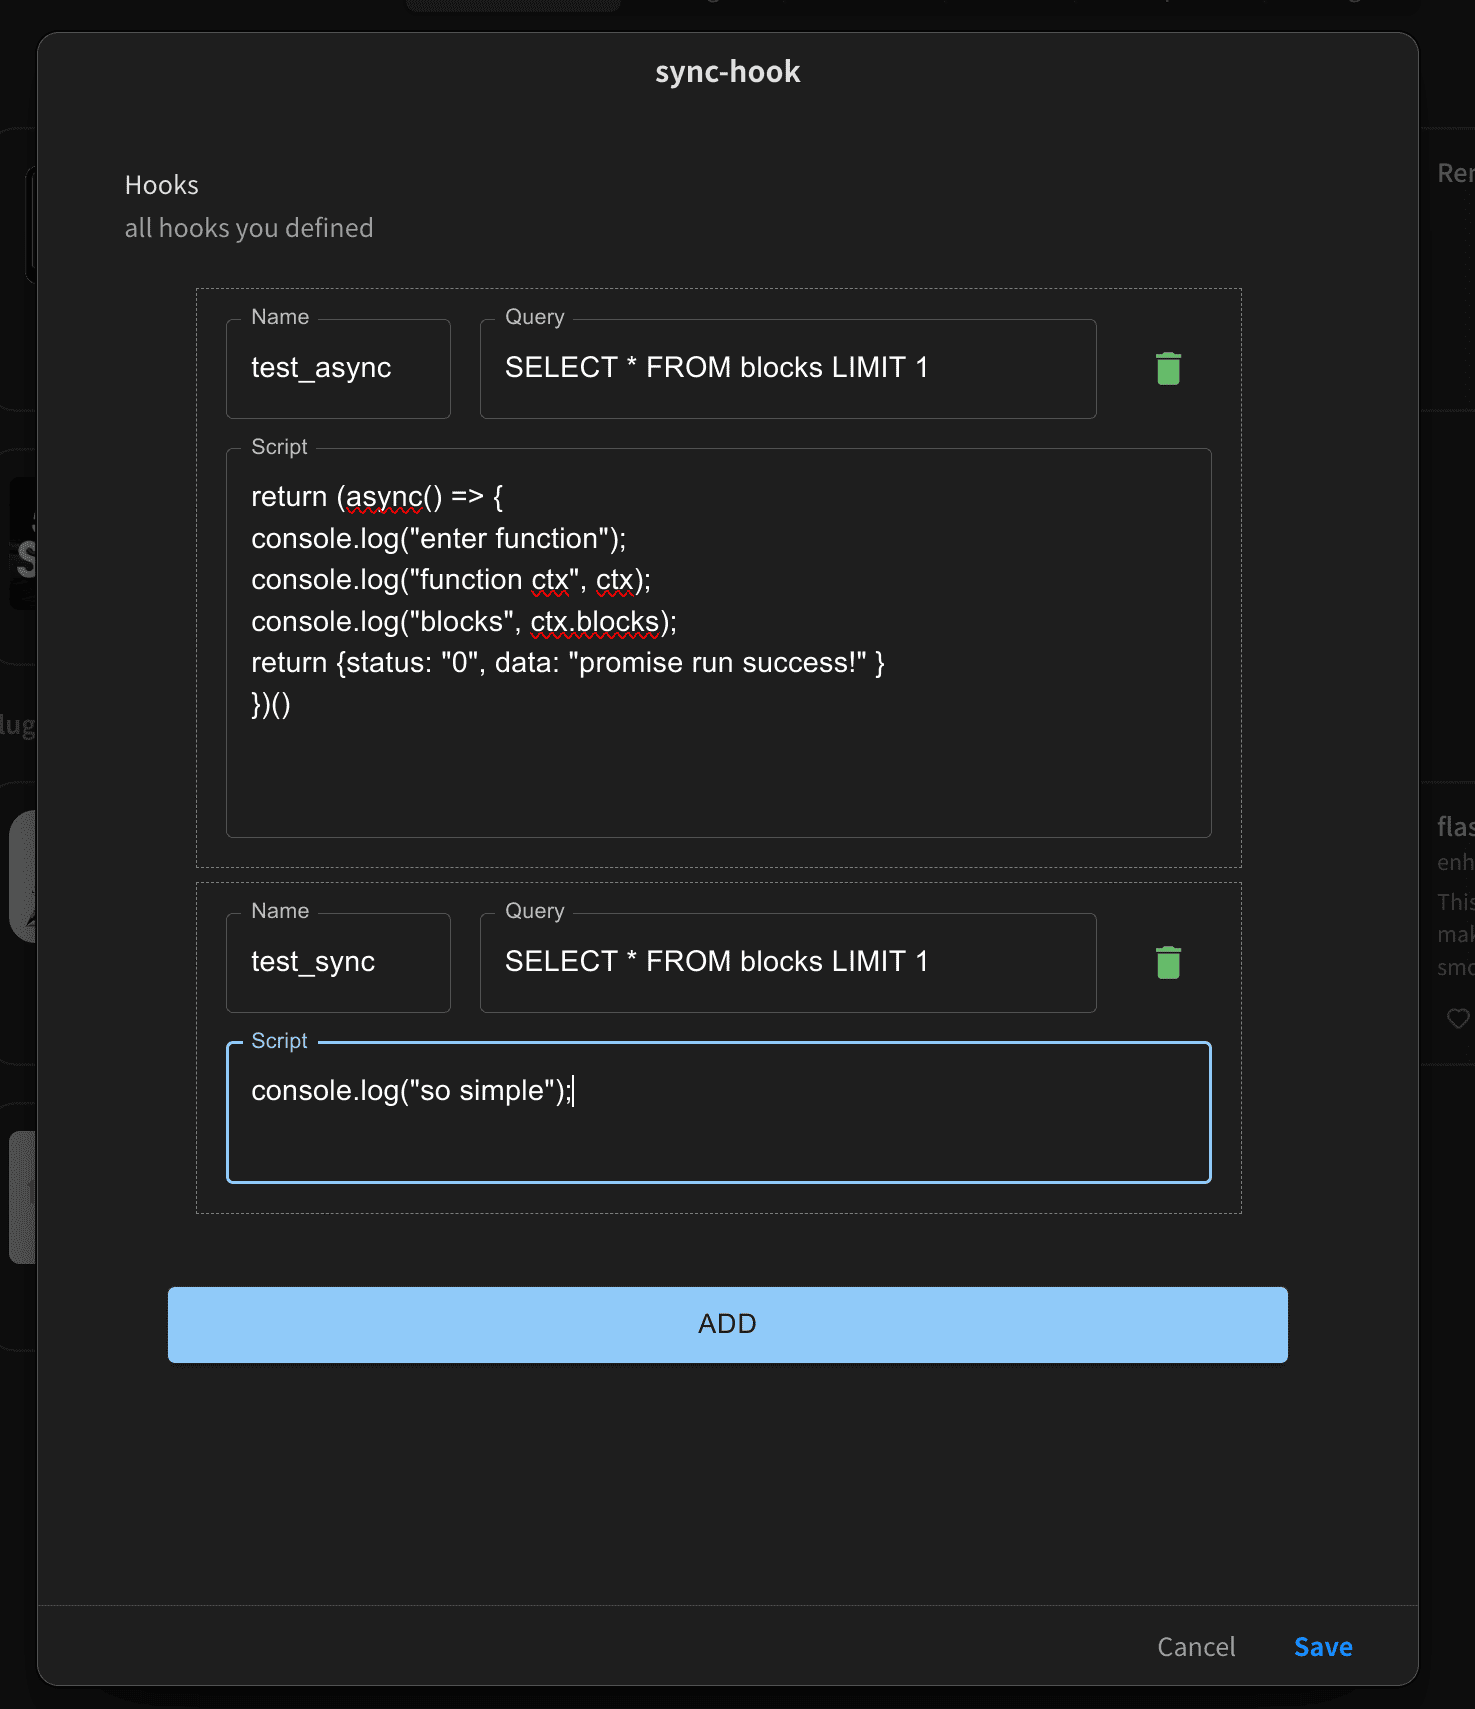 sync-hook
Hooks
all hooks you defined
Name
Query
test_async
SELECT * FROM blocks LIMIT 1
Script
return (async() => {
console.log("enter function");
console.log("function ctx", ctx);
console.log("blocks", ctx.blocks);
return {status: "0", data: "promise run success!" }
})()
Name
Query
test_sync
SELECT * FROM blocks LIMIT 1
Script
console.log("so simple");
ADD
Cancel
Save